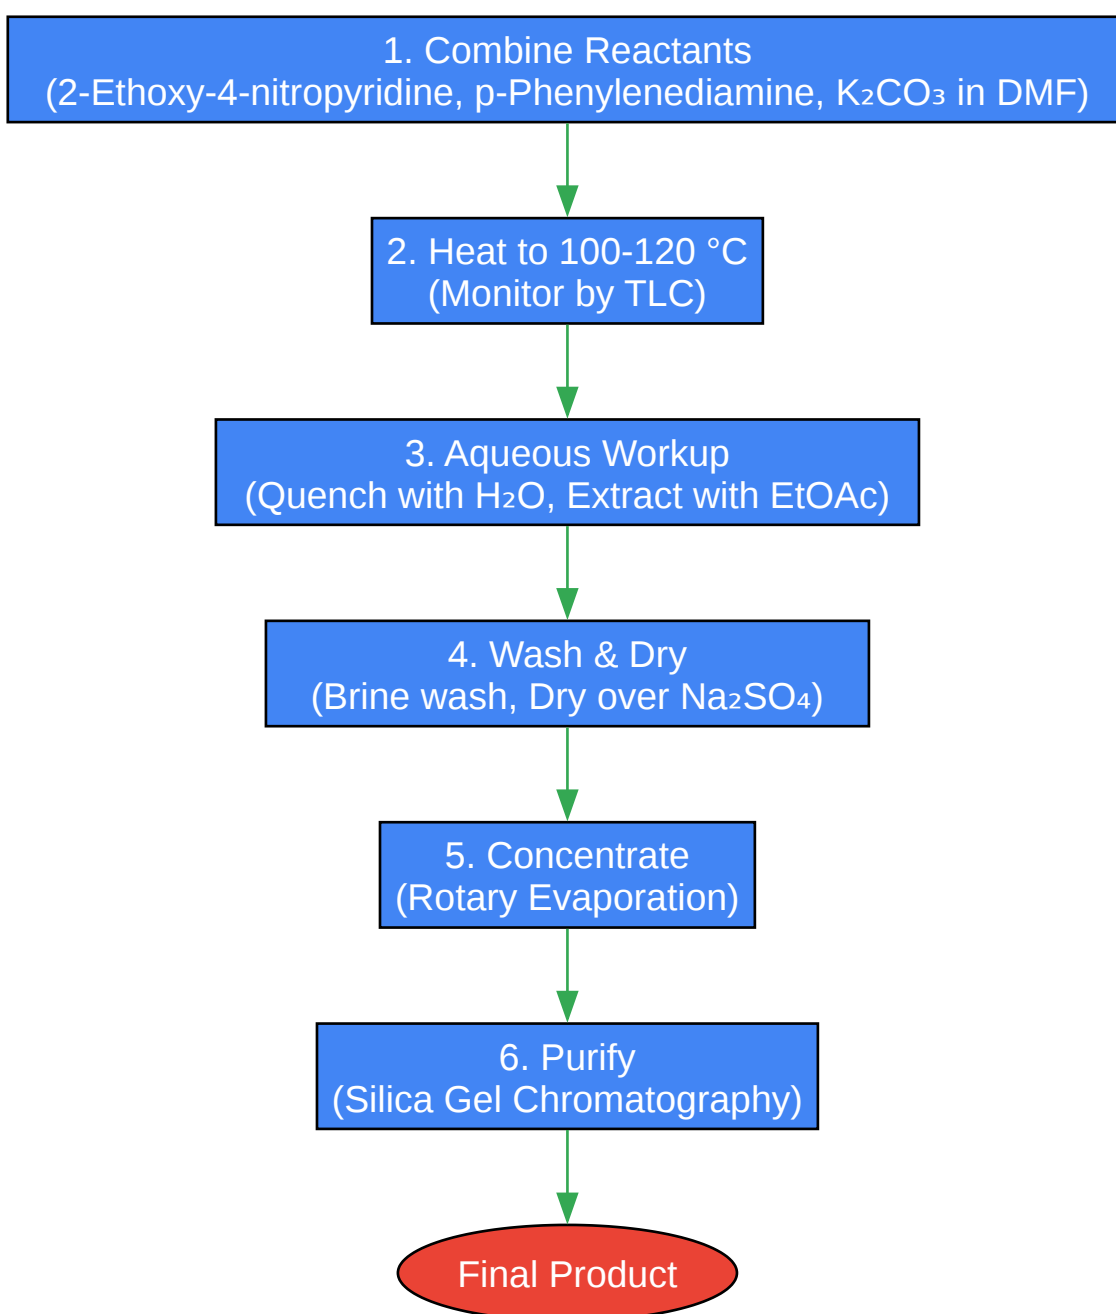 1. Combine Reactants
(2-Ethoxy-4-nitropyridine, p-Phenylenediamine, K₂CO₃ in DMF)
2. Heat to 100-120 °C
(Monitor by TLC)
3. Aqueous Workup
(Quench with H₂O, Extract with EtOAc)
4. Wash & Dry
(Brine wash, Dry over Na₂SO₄)
5. Concentrate
(Rotary Evaporation)
6. Purify
(Silica Gel Chromatography)
Final Product